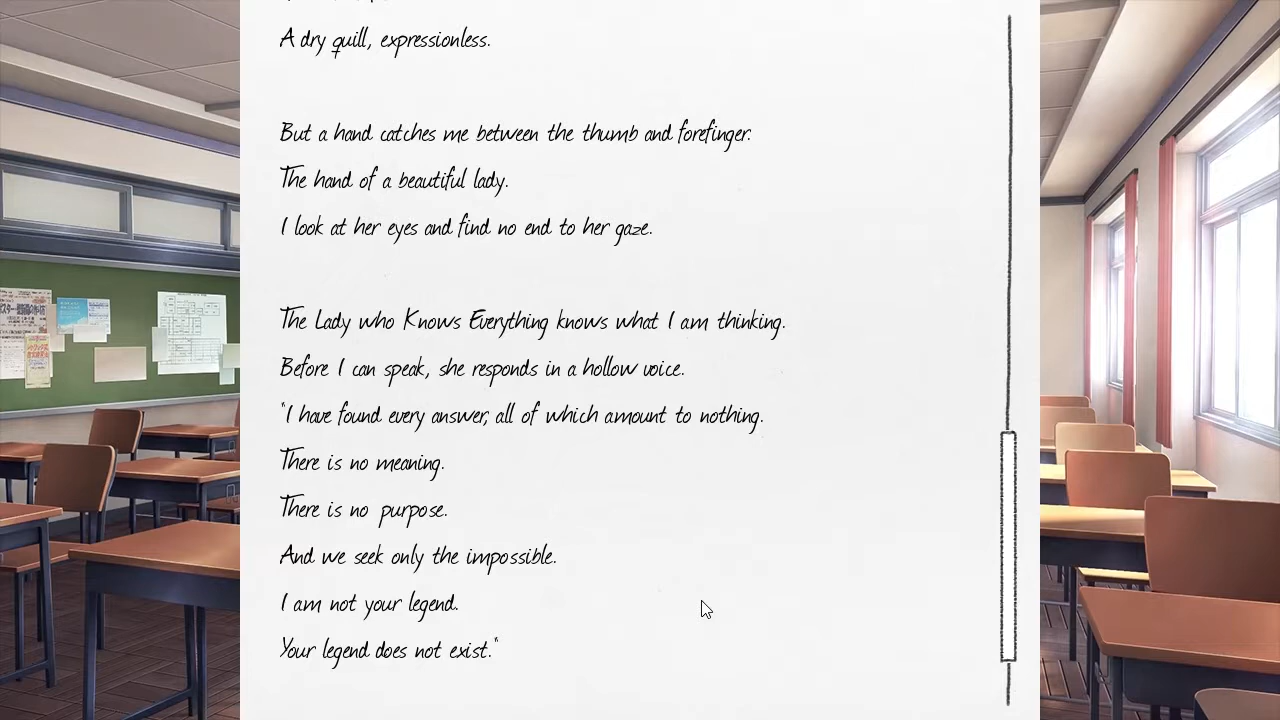 A dry quill, expressionless.
But a hand catches me between the thumb and forefinger.
The hand of a beautiful lady.
I look at her eyes and find no end to her gaze.
The Lady who Knows Everything knows what I am thinking.
Before I can speak, she responds in a hollow voice.
"I have found every answer, all of which amount to nothing.
There is no meaning.
There is no purpose.
And we seek only the impossible.
I am not your legend.
Your legend does not exist."